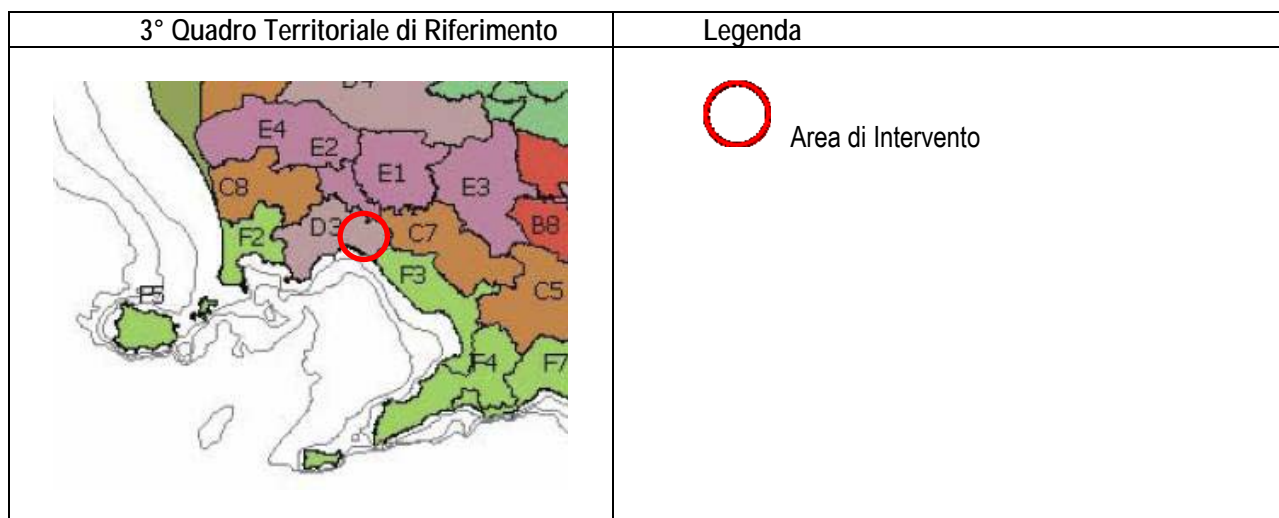 3° Quadro Territoriale di Riferimento
Legenda
Area di Intervento
E4
E2
E1
E3
C8
B8
F2
D3
C7
F3
C5
F5
F4
F7